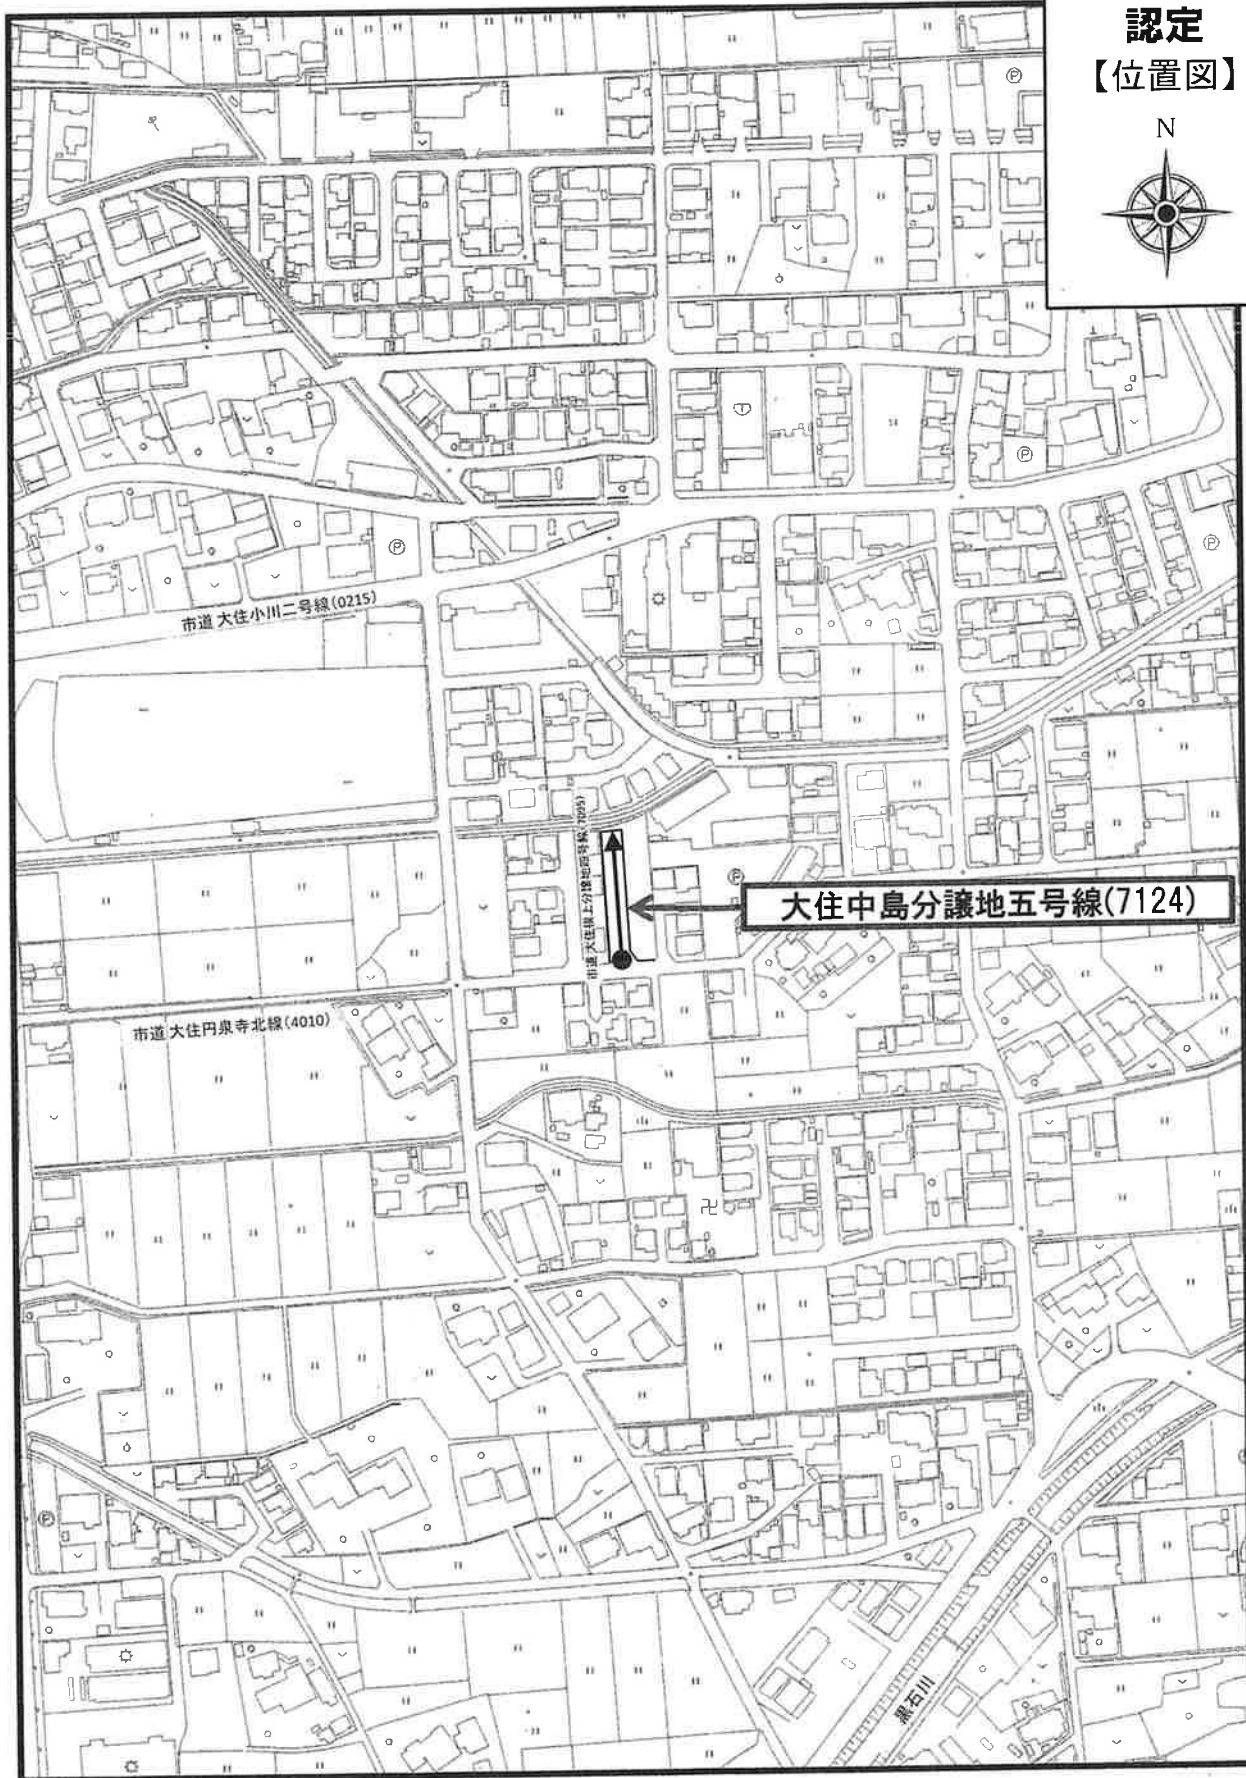 認定
【位置図】
N
市道 大住小川二号線(0215)
大住中島分譲地五号線(7124)
市道 大住円泉寺北線(4010)
黒石川